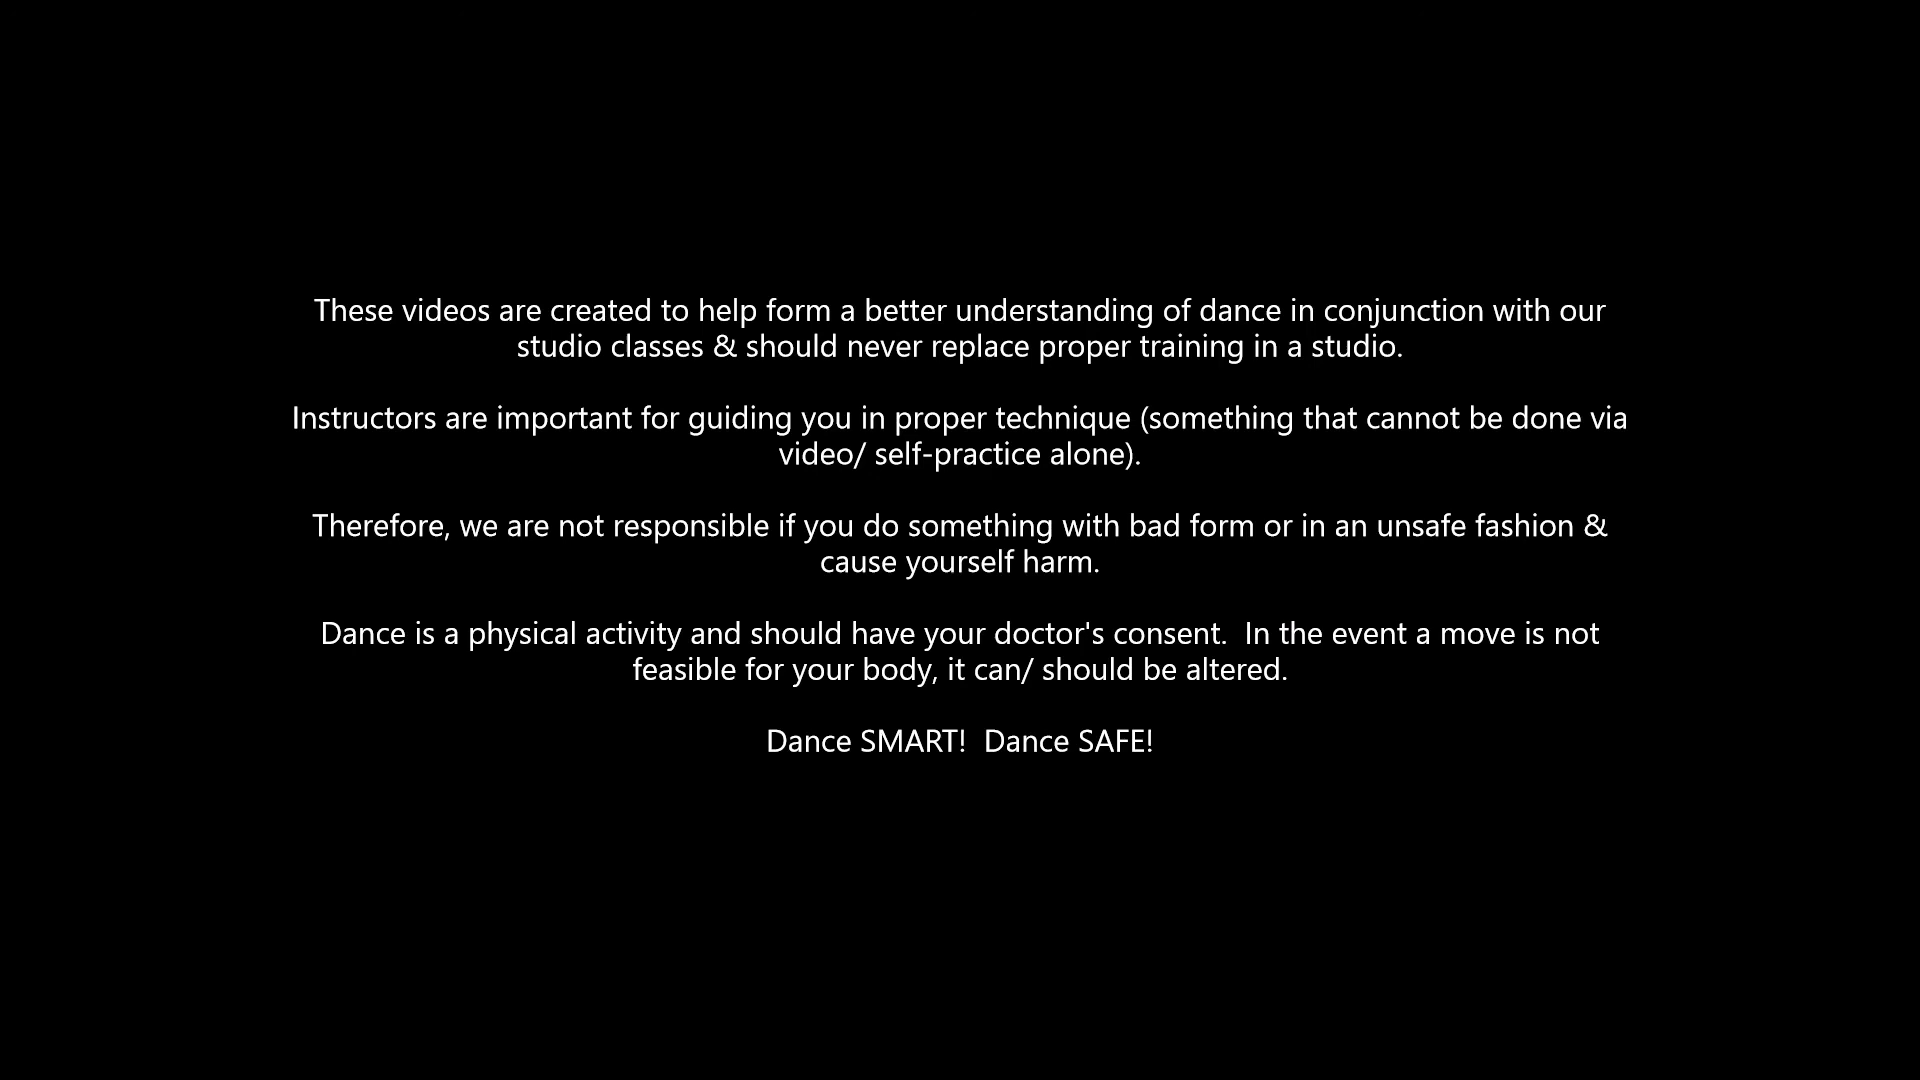 These videos are created to help form a better understanding of dance in conjunction with our
studio classes & should never replace proper training in a studio.
Instructors are important for guiding you in proper technique (something that cannot be done via
video/ self-practice alone).
Therefore, we are not responsible if you do something with bad form or in an unsafe fashion &
cause yourself harm.
Dance is a physical activity and should have your doctor's consent.  In the event a move is not
feasible for your body, it can/ should be altered.
Dance SMART!  Dance SAFE!